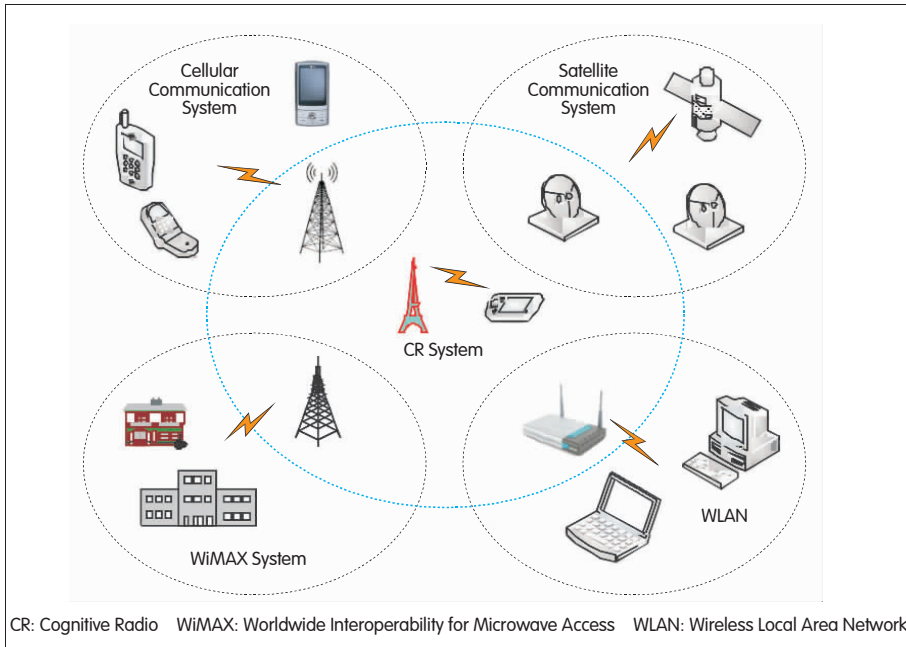 Cellular
Communication
System
Satellite
Communication
System
CR System
WiMAX System
WLAN
CR: Cognitive Radio WiMAX: Worldwide Interoperability for Microwave Access WLAN: Wireless Local Area Network